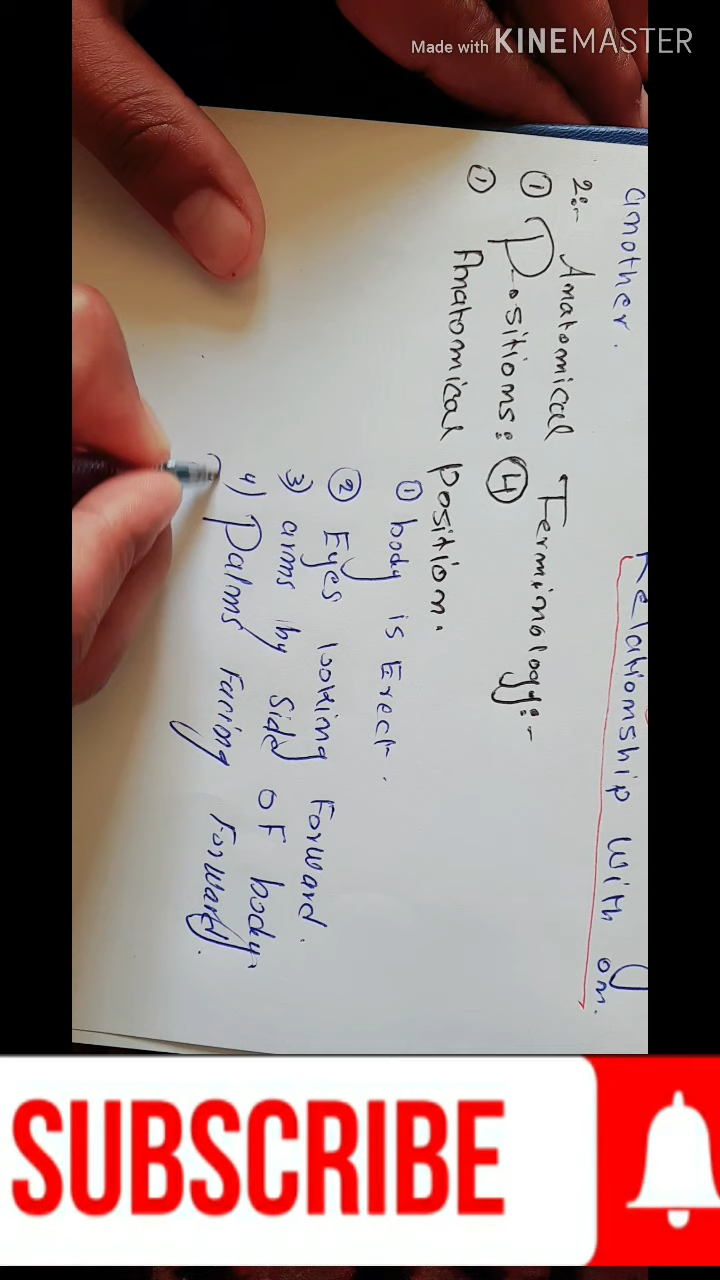 Made with KINEMASTER
Relationship with on.
another.
2:- Anatomical Terminology:-
① Positions: ④
① Anatomical position.
① body is Erect.
② Eyes looking Forward.
3) arms by side OF body.
4) Palms Facing Forward.
SUBSCRIBE